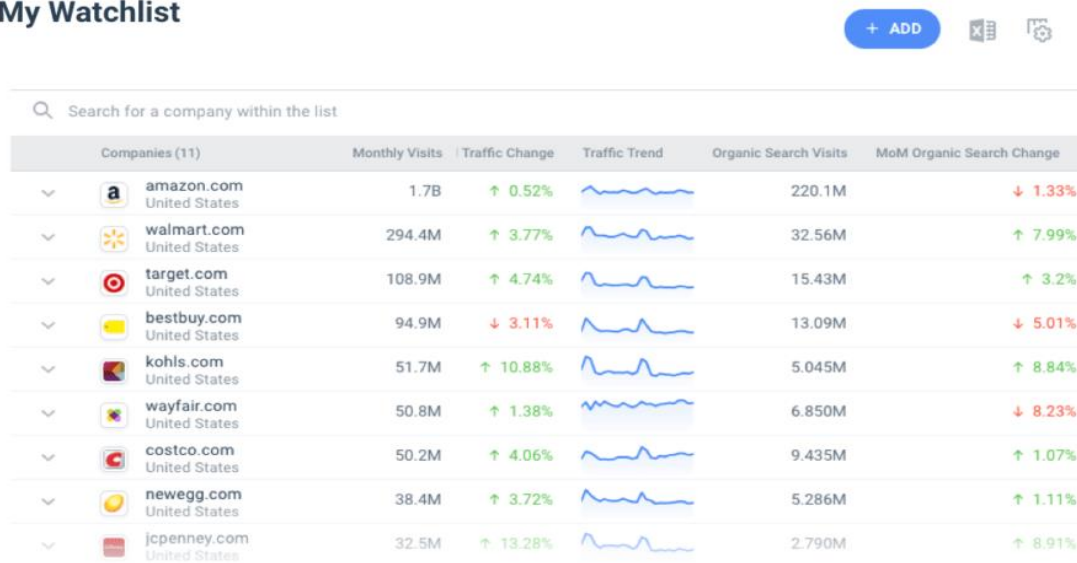 My Watchlist
+ ADD
Search for a company within the list
Companies (11) Monthly Visits Traffic Change Traffic Trend Organic Search Visits MoM Organic Search Change
amazon.com 1.7B ↑ 0.52% 220.1M ↓ 1.33%
United States
walmart.com 294.4M ↑ 3.77% 32.56M ↑ 7.99%
United States
target.com 108.9M ↑ 4.74% 15.43M ↑ 3.2%
United States
bestbuy.com 94.9M ↓ 3.11% 13.09M ↓ 5.01%
United States
kohls.com 51.7M ↑ 10.88% 5.045M ↑ 8.84%
United States
wayfair.com 50.8M ↑ 1.38% 6.850M ↓ 8.23%
United States
costco.com 50.2M ↑ 4.06% 9.435M ↑ 1.07%
United States
newegg.com 38.4M ↑ 3.72% 5.286M ↑ 1.11%
United States
jcpenney.com 32.5M ↑ 13.28% 2.790M ↑ 8.91%
United States